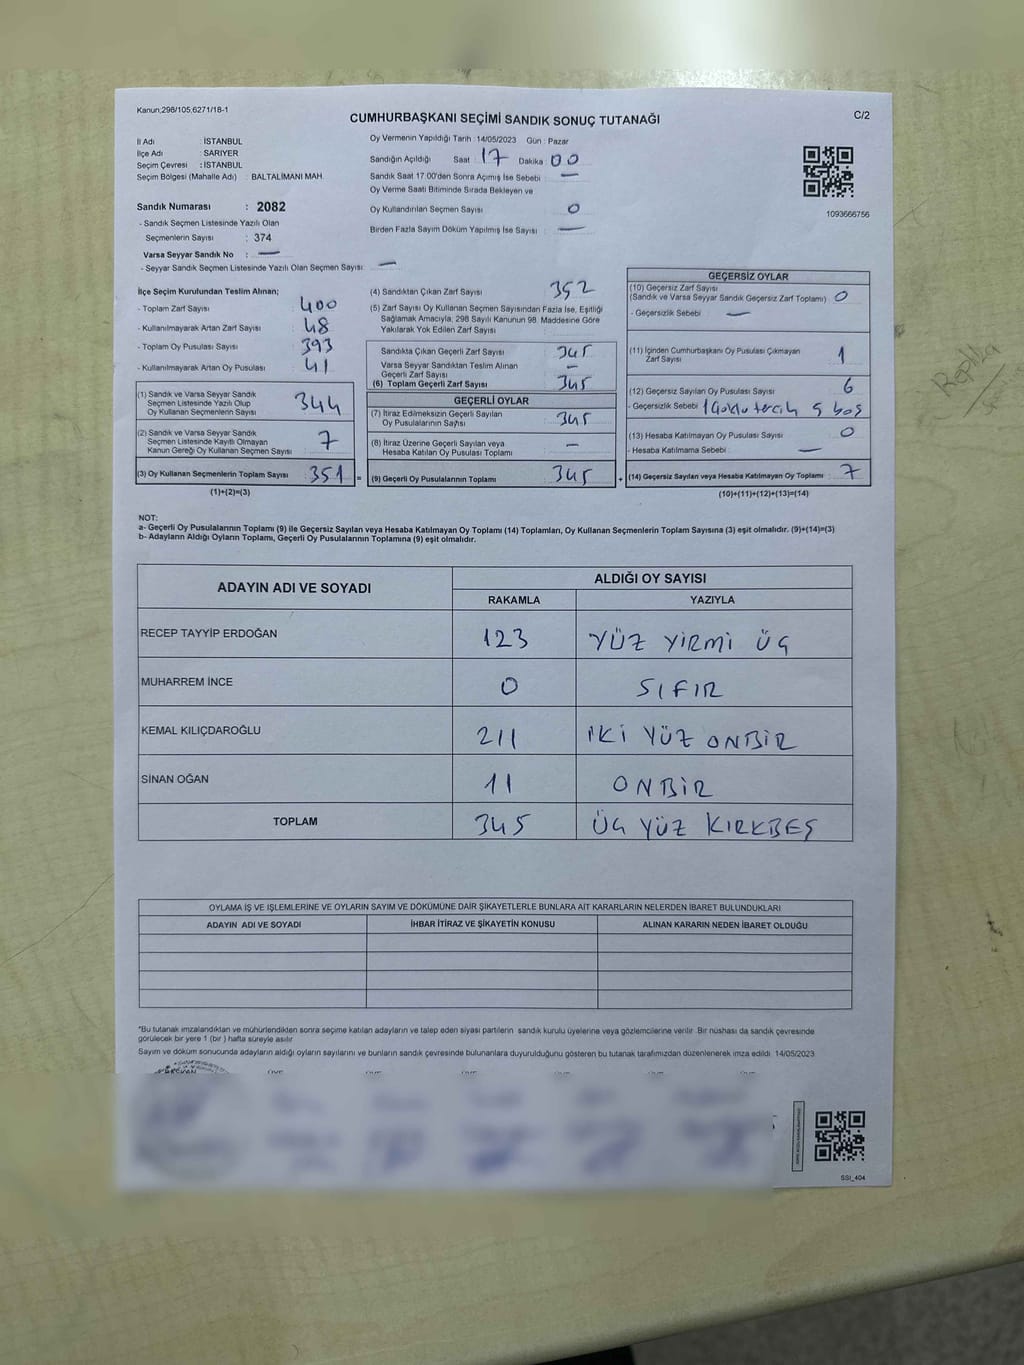 Kanun;298/105,6271/18-1
CUMHURBAŞKANI SEÇİMİ SANDIK SONUÇ TUTANAĞI
C/2
İl Adı : İSTANBUL
İlçe Adı : SARIYER
Seçim Çevresi : İSTANBUL
Seçim Bölgesi (Mahalle Adı) : BALTALİMANI MAH.
Oy Vermenin Yapıldığı Tarih : 14/05/2023 Gün : Pazar
Sandığın Açıldığı Saat : 17 Dakika : 00
Sandık Saat 17.00'den Sonra Açılmış İse Sebebi : —
Oy Verme Saati Bitiminde Sırada Bekleyen ve
Oy Kullandırılan Seçmen Sayısı : 0
Birden Fazla Sayım Döküm Yapılmış İse Sayısı : —
1093666756
Sandık Numarası : 2082
- Sandık Seçmen Listesinde Yazılı Olan
Seçmenlerin Sayısı : 374
Varsa Seyyar Sandık No : —
- Seyyar Sandık Seçmen Listesinde Yazılı Olan Seçmen Sayısı: —
İlçe Seçim Kurulundan Teslim Alınan;
- Toplam Zarf Sayısı : 400
- Kullanılmayarak Artan Zarf Sayısı : 48
- Toplam Oy Pusulası Sayısı : 393
- Kullanılmayarak Artan Oy Pusulası : 41
(1) Sandık ve Varsa Seyyar Sandık
Seçmen Listesinde Yazılı Olup
Oy Kullanan Seçmenlerin Sayısı : 344
(2) Sandık ve Varsa Seyyar Sandık
Seçmen Listesinde Kayıtlı Olmayan
Kanun Gereği Oy Kullanan Seçmen Sayısı : 7
(3) Oy Kullanan Seçmenlerin Toplam Sayısı : 351 =
(1)+(2)=(3)
(4) Sandıktan Çıkan Zarf Sayısı : 352
(5) Zarf Sayısı Oy Kullanan Seçmen Sayısından Fazla İse, Eşitliği
Sağlamak Amacıyla, 298 Sayılı Kanunun 98. Maddesine Göre
Yakılarak Yok Edilen Zarf Sayısı :
Sandıkta Çıkan Geçerli Zarf Sayısı : 345
Varsa Seyyar Sandıktan Teslim Alınan
Geçerli Zarf Sayısı : —
(6) Toplam Geçerli Zarf Sayısı : 345
GEÇERLİ OYLAR
(7) İtiraz Edilmeksizin Geçerli Sayılan
Oy Pusulalarının Sayısı : 345
(8) İtiraz Üzerine Geçerli Sayılan veya
Hesaba Katılan Oy Pusulası Toplamı : —
(9) Geçerli Oy Pusulalarının Toplamı : 345 +
GEÇERSİZ OYLAR
(10) Geçersiz Zarf Sayısı :
(Sandık ve Varsa Seyyar Sandık Geçersiz Zarf Toplamı) 0
- Geçersizlik Sebebi : —
(11) İçinden Cumhurbaşkanı Oy Pusulası Çıkmayan
Zarf Sayısı : 1
(12) Geçersiz Sayılan Oy Pusulası Sayısı : 6
- Geçersizlik Sebebi : 1 tercih 5 boş
(13) Hesaba Katılmayan Oy Pusulası Sayısı : 0
- Hesaba Katılmama Sebebi : —
(14) Geçersiz Sayılan veya Hesaba Katılmayan Oy Toplamı : 7
(10)+(11)+(12)+(13)=(14)
NOT:
a- Geçerli Oy Pusulalarının Toplamı (9) ile Geçersiz Sayılan veya Hesaba Katılmayan Oy Toplamı (14) Toplamları, Oy Kullanan Seçmenlerin Toplam Sayısına (3) eşit olmalıdır. (9)+(14)=(3)
b- Adayların Aldığı Oyların Toplamı, Geçerli Oy Pusulalarının Toplamına (9) eşit olmalıdır.
ADAYIN ADI VE SOYADI
ALDIĞI OY SAYISI
RAKAMLA YAZIYLA
RECEP TAYYİP ERDOĞAN 123 YÜZ YİRMİ ÜÇ
MUHARREM İNCE 0 SIFIR
KEMAL KILIÇDAROĞLU 211 İKİ YÜZ ONBİR
SİNAN OĞAN 11 ONBİR
TOPLAM 345 ÜÇ YÜZ KIRKBEŞ
OYLAMA İŞ VE İŞLEMLERİNE VE OYLARIN SAYIM VE DÖKÜMÜNE DAİR ŞİKAYETLERLE BUNLARA AİT KARARLARIN NELERDEN İBARET BULUNDUKLARI
ADAYIN ADI VE SOYADI İHBAR İTİRAZ VE ŞİKAYETİN KONUSU ALINAN KARARIN NEDEN İBARET OLDUĞU
*Bu tutanak imzalandıktan ve mühürlendikten sonra seçime katılan adayların ve talep eden siyasi partilerin sandık kurulu üyelerine veya gözlemcilerine verilir. Bir nüshası da sandık çevresinde
görülecek bir yere 1 (bir) hafta süreyle asılır
Sayım ve döküm sonucunda adayların aldığı oyların sayılarını ve bunların sandık çevresinde bulunanlara duyurulduğunu gösteren bu tutanak tarafımızdan düzenlenerek imza edildi. 14/05/2023
SSI_404